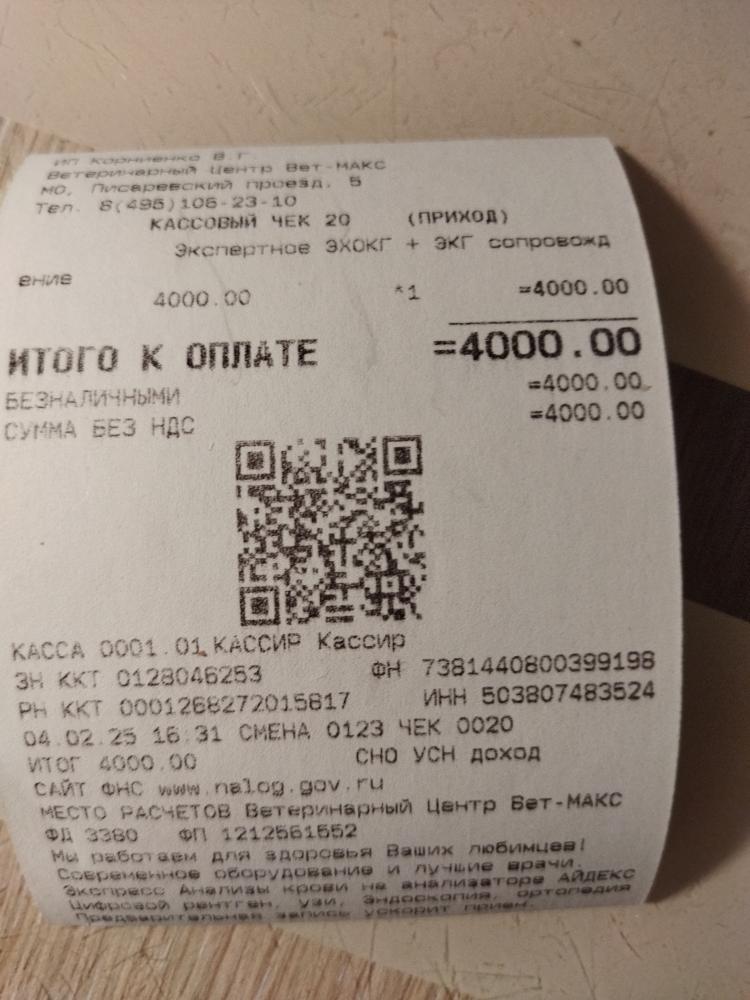 ИП Корниенко В.Г
Ветеринарный Центр Вет-МАКС
МО, Писаревский проезд, 5
Тел. 8(495)106-23-10
КАССОВЫЙ ЧЕК 20 (ПРИХОД)
Экспертное ЭХОКГ + ЭКГ сопровожд
ение
4000.00 *1 =4000.00
ИТОГО К ОПЛАТЕ =4000.00
БЕЗНАЛИЧНЫМИ =4000.00
СУММА БЕЗ НДС =4000.00
КАССА 0001.01 КАССИР Кассир
ЗН ККТ 0128046253 ФН 7381440800399198
РН ККТ 0001268272015817 ИНН 503807483524
04.02.25 16:31 СМЕНА 0123 ЧЕК 0020
ИТОГ 4000.00 СНО УСН доход
САЙТ ФНС www.nalog.gov.ru
МЕСТО РАСЧЕТОВ Ветеринарный Центр Вет-МАКС
ФД 3380 ФП 1212561552
Мы работаем для здоровья Ваших любимцев!
Современное оборудование и лучшие врачи.
Экспресс Анализы крови на анализаторе АЙДЕКС
Цифровой рентген, узи, эндоскопия, ортопедия
Предварительная запись ускорит прием.